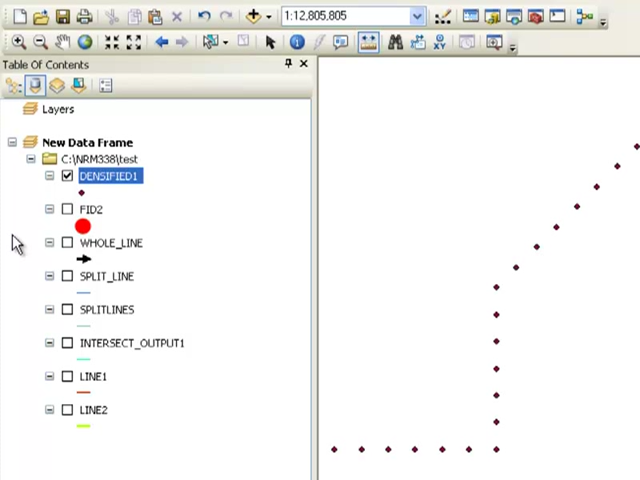 1:12,805,805
Table Of Contents
Layers
New Data Frame
C:\NRM338\test
DENSIFIED1
FID2
WHOLE_LINE
SPLIT_LINE
SPLITLINES
INTERSECT_OUTPUT1
LINE1
LINE2